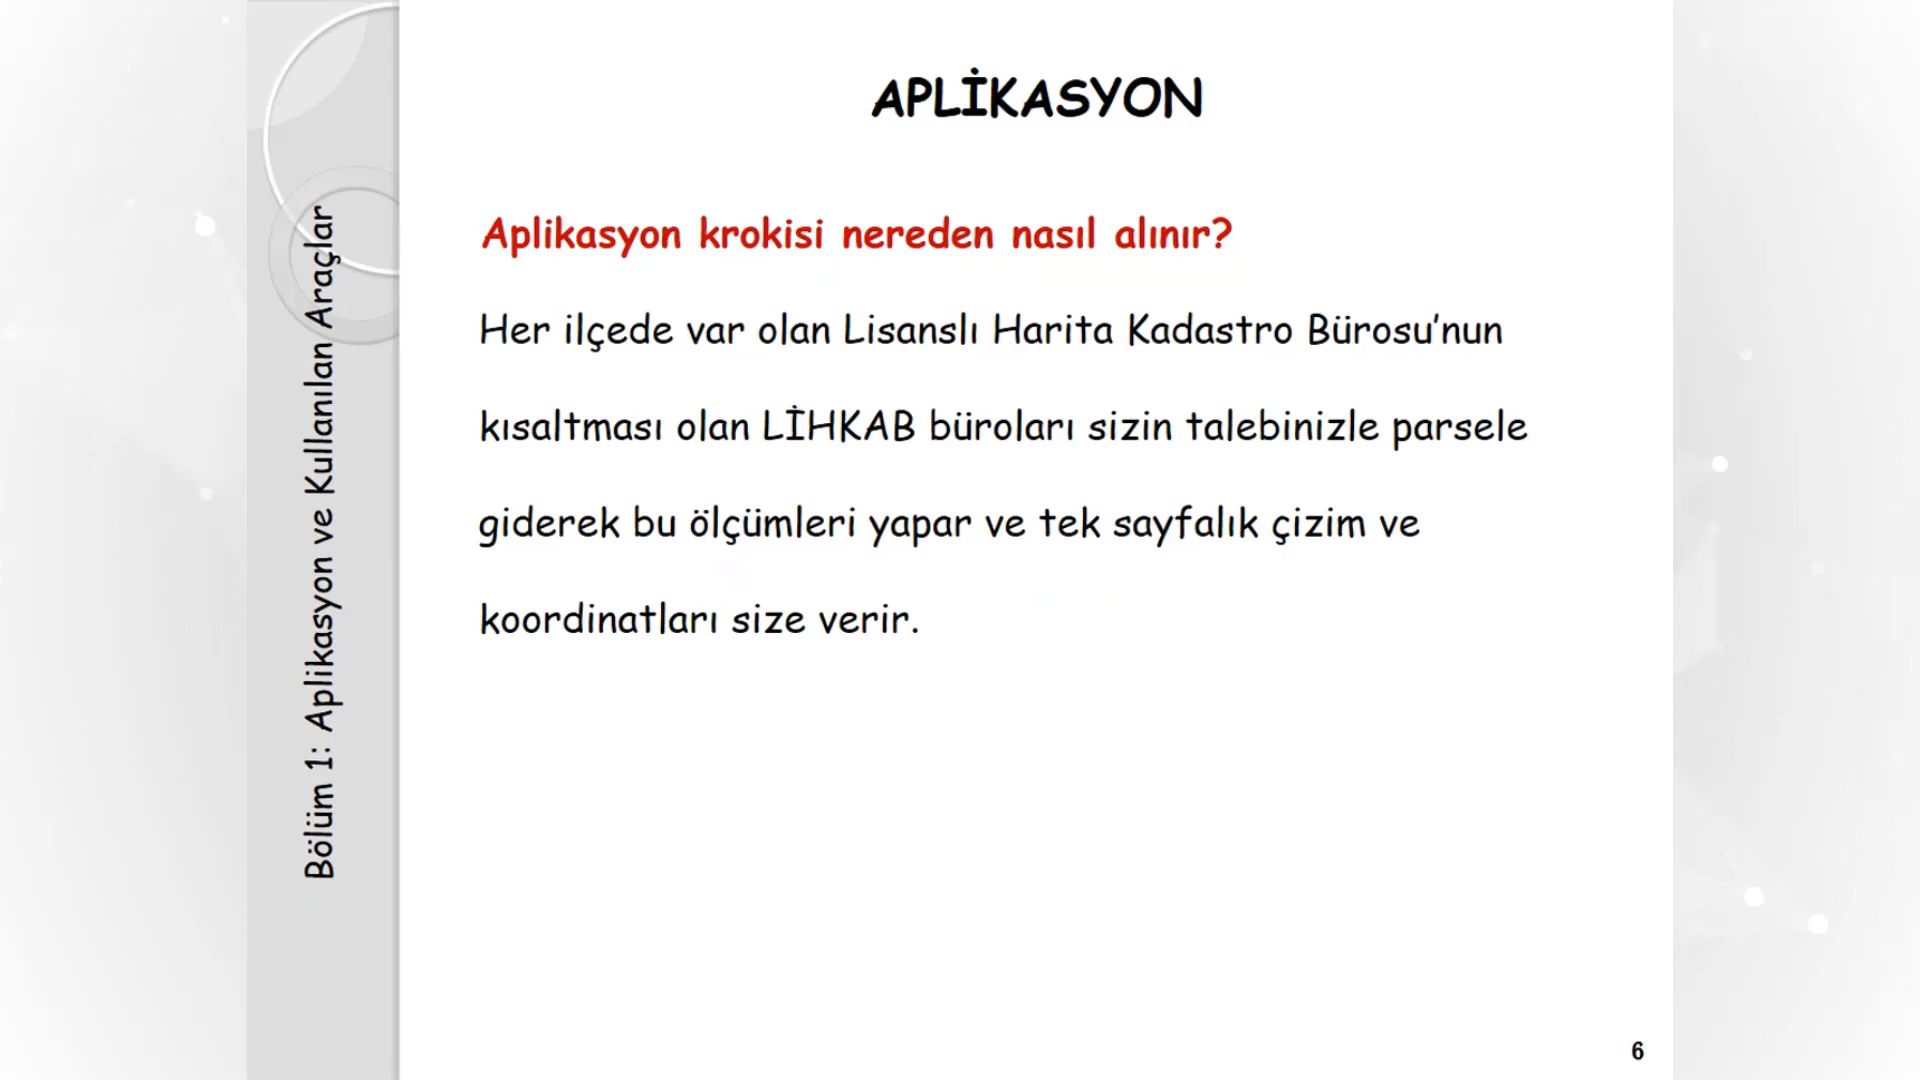 APLİKASYON
Aplikasyon krokisi nereden nasıl alınır?
Her ilçede var olan Lisanslı Harita Kadastro Bürosu’nun
kısaltması olan LİHKAB büroları sizin talebinizle parsele
giderek bu ölçümleri yapar ve tek sayfalık çizim ve
koordinatları size verir.
Bölüm 1: Aplikasyon ve Kullanılan Araçlar
6